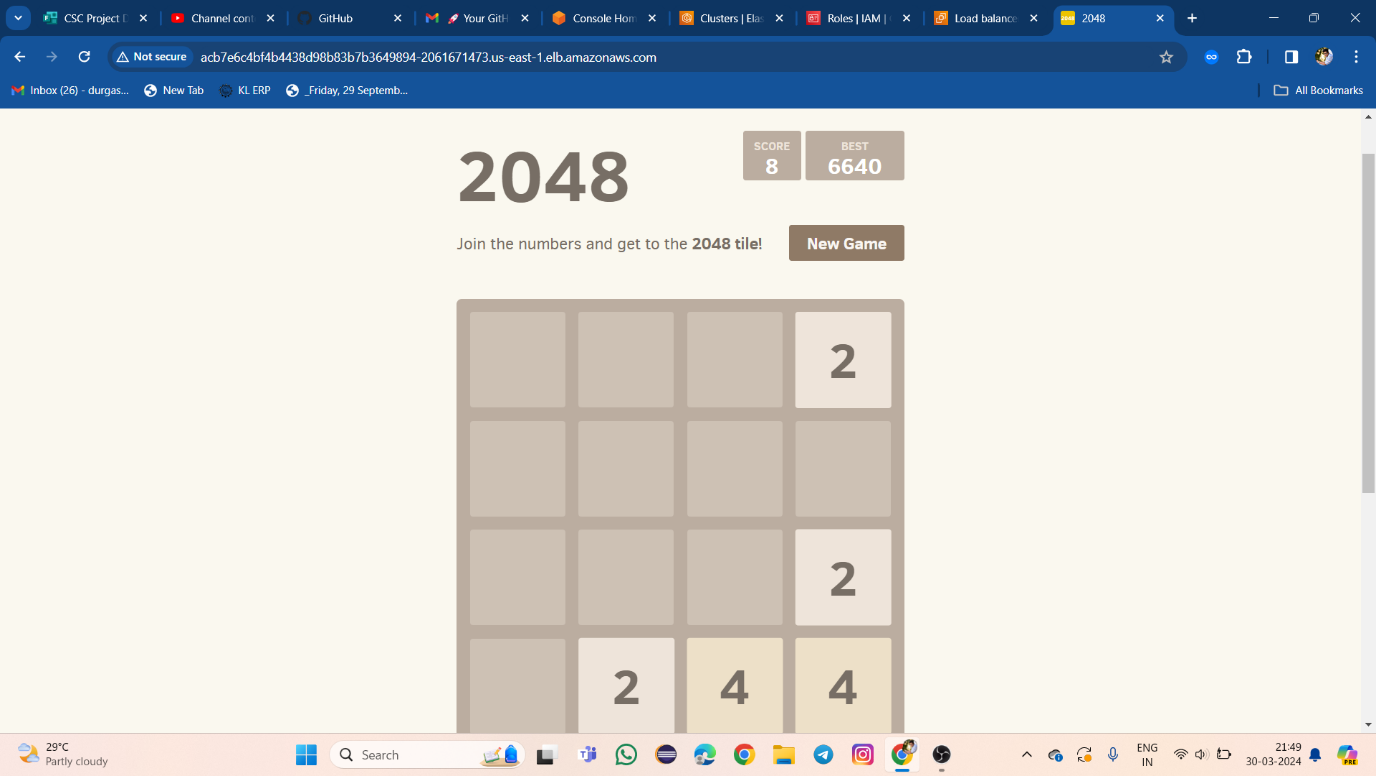 CSC Project D
Channel cont
GitHub
Your GitH
Console Hom
Clusters | Elas
Roles | IAM |
Load balance
2048
Not secure
acb7e6c4bf4b4438d98b83b7b3649894-2061671473.us-east-1.elb.amazonaws.com
Inbox (26) - durgas...
New Tab
KL ERP
_Friday, 29 Septemb...
All Bookmarks
2048
SCORE
8
BEST
6640
Join the numbers and get to the 2048 tile!
New Game
2
2
2 4 4
29°C
Partly cloudy
Search
ENG
IN
21:49
30-03-2024
PRE